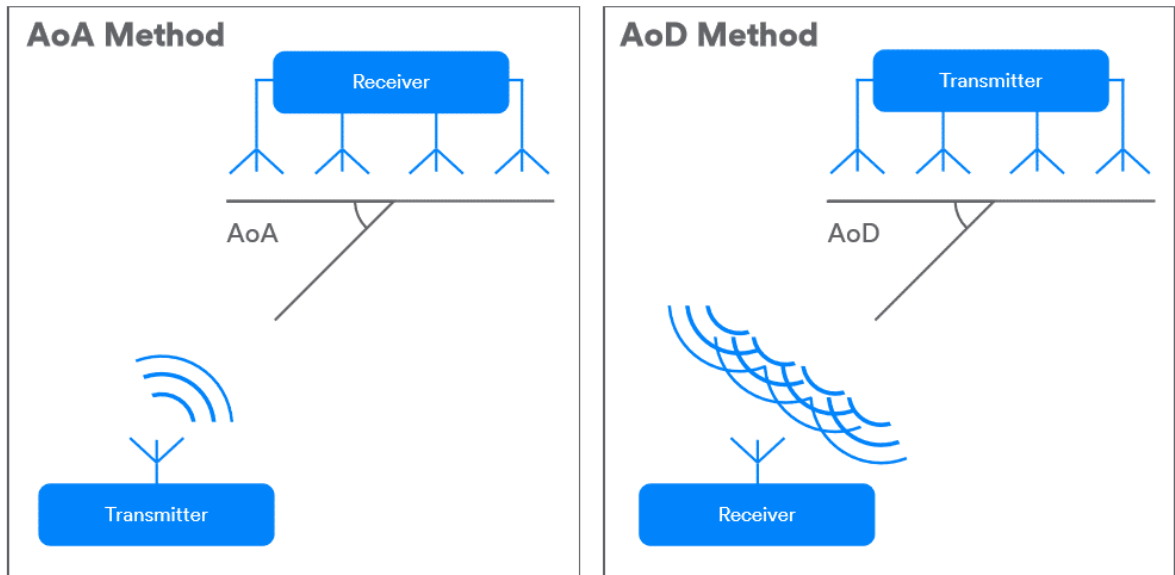 AoA Method
Receiver
AoA
Transmitter
AoD Method
Transmitter
AoD
Receiver